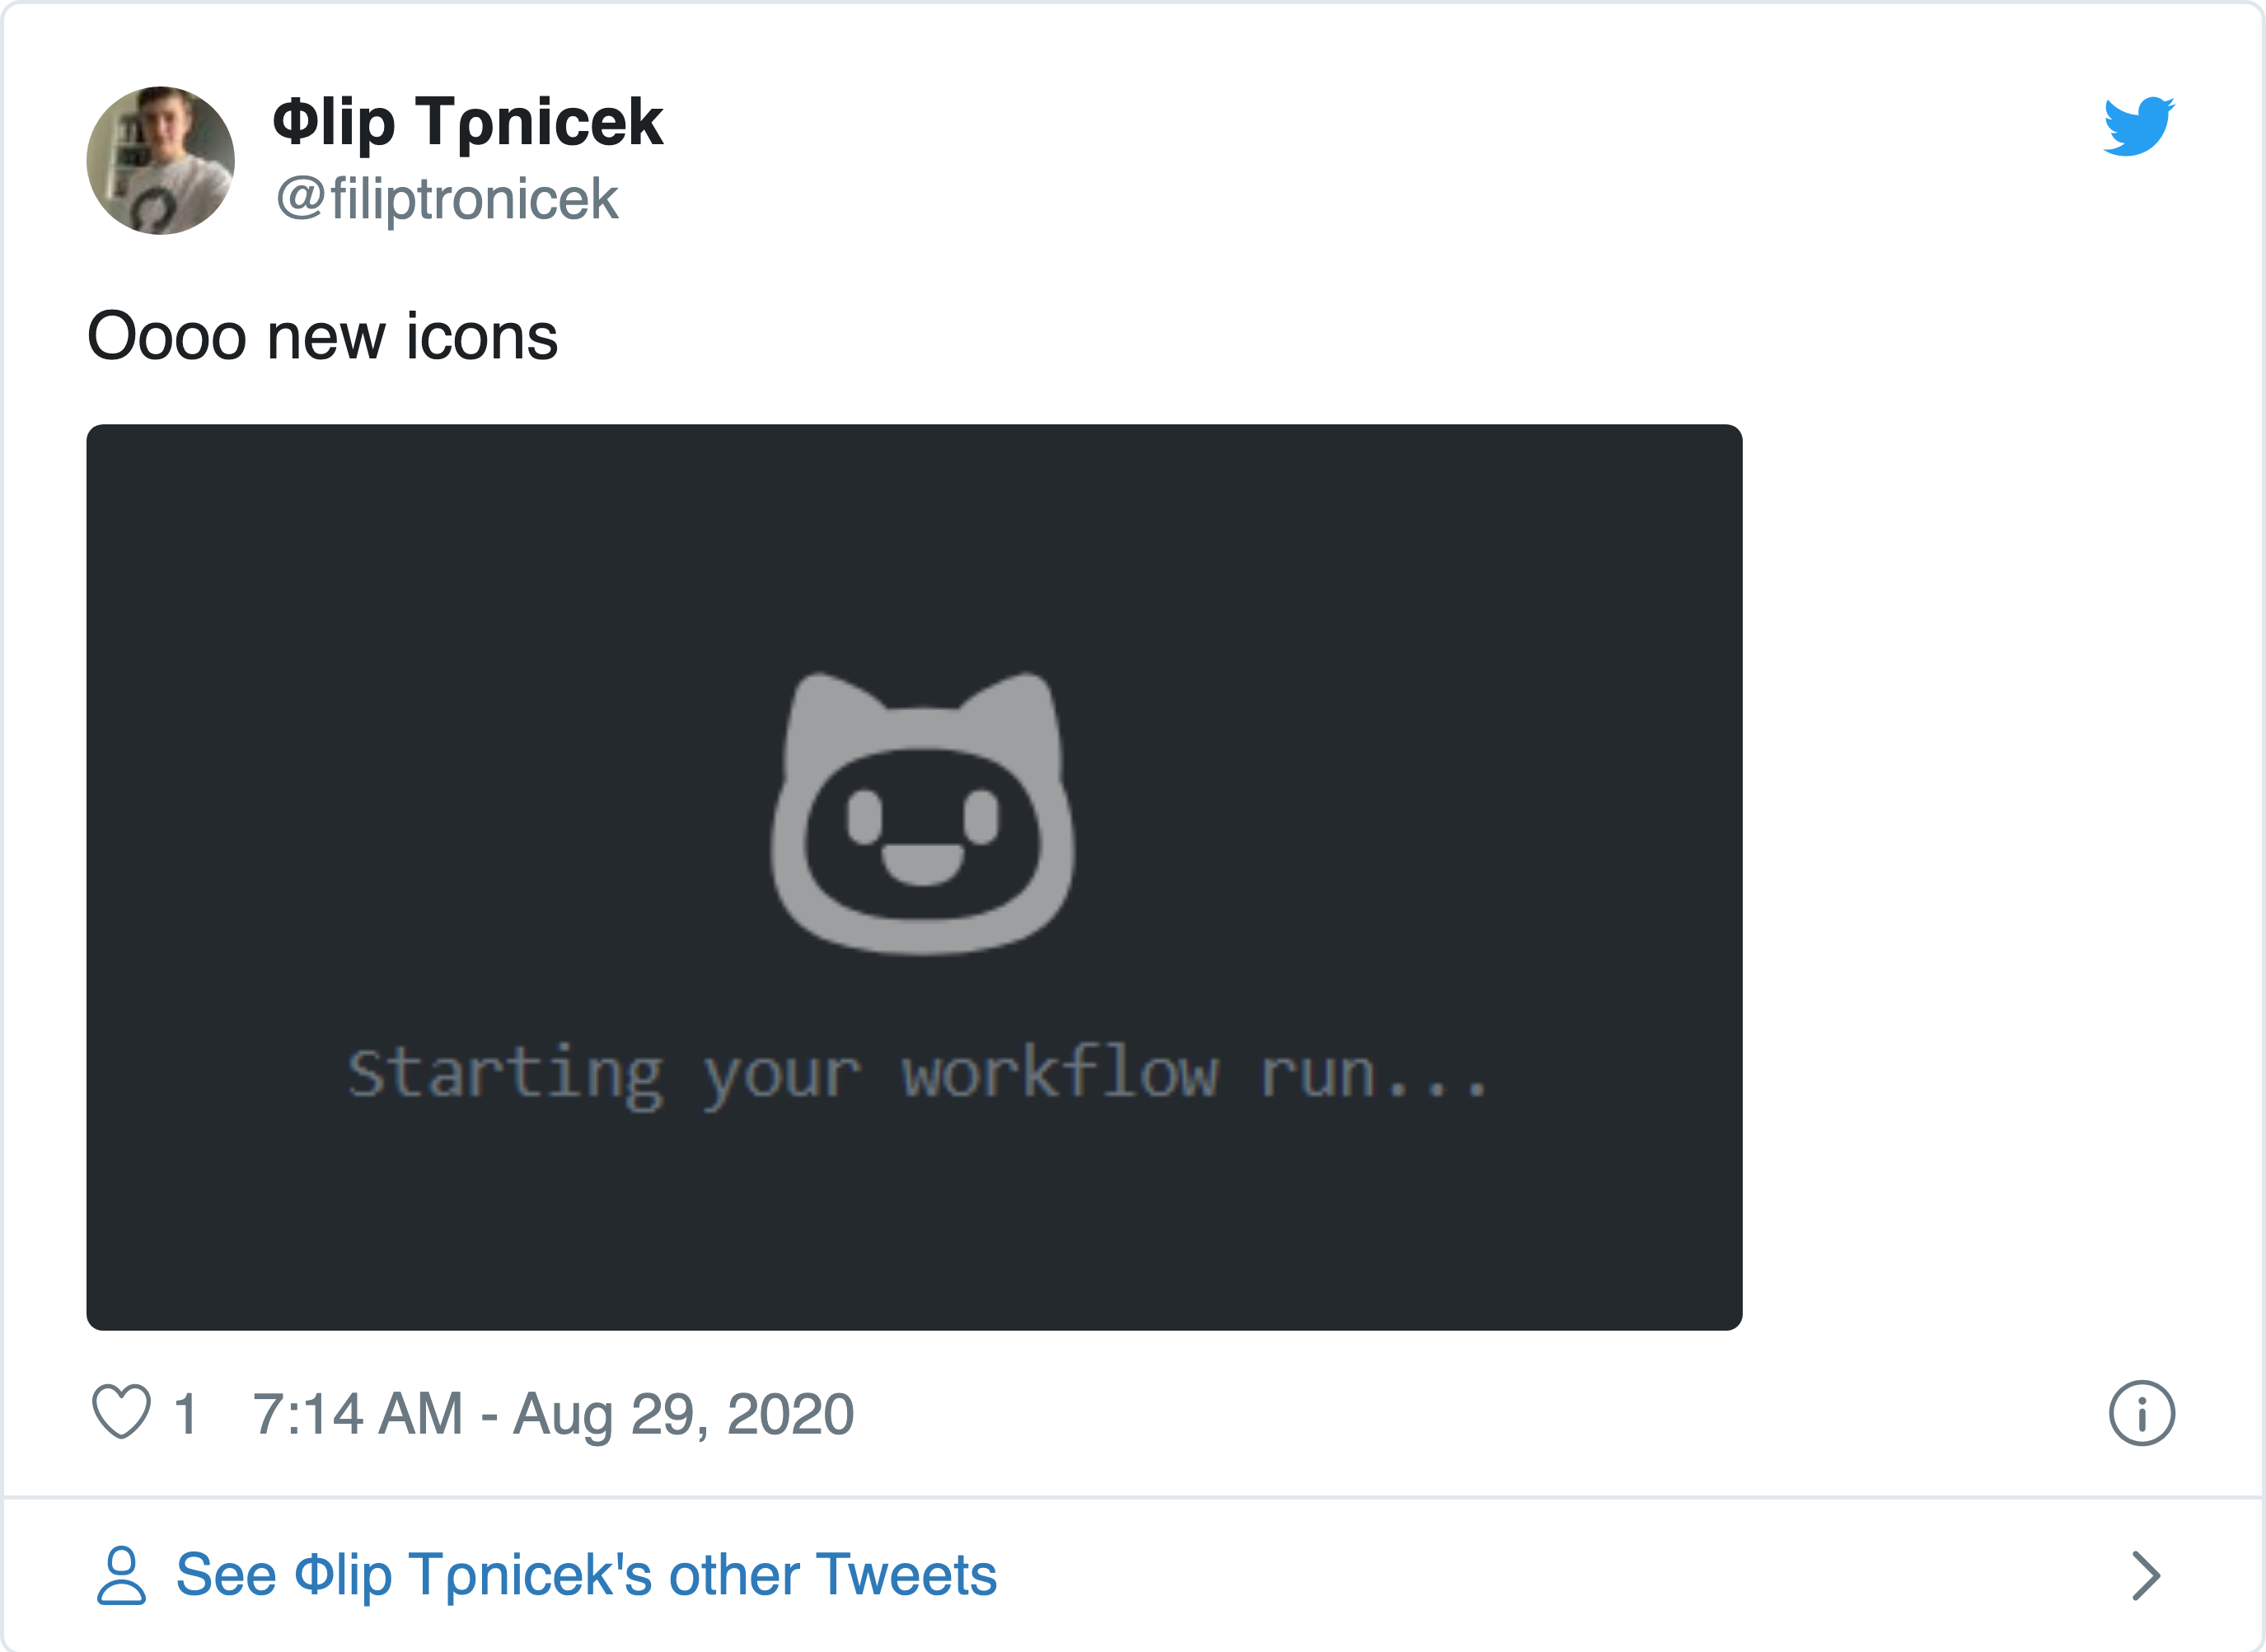 Φlip Tρnicek
@filiptronicek
Oooo new icons
Starting your workflow run...
1 7:14 AM - Aug 29, 2020
See Φlip Tρnicek's other Tweets